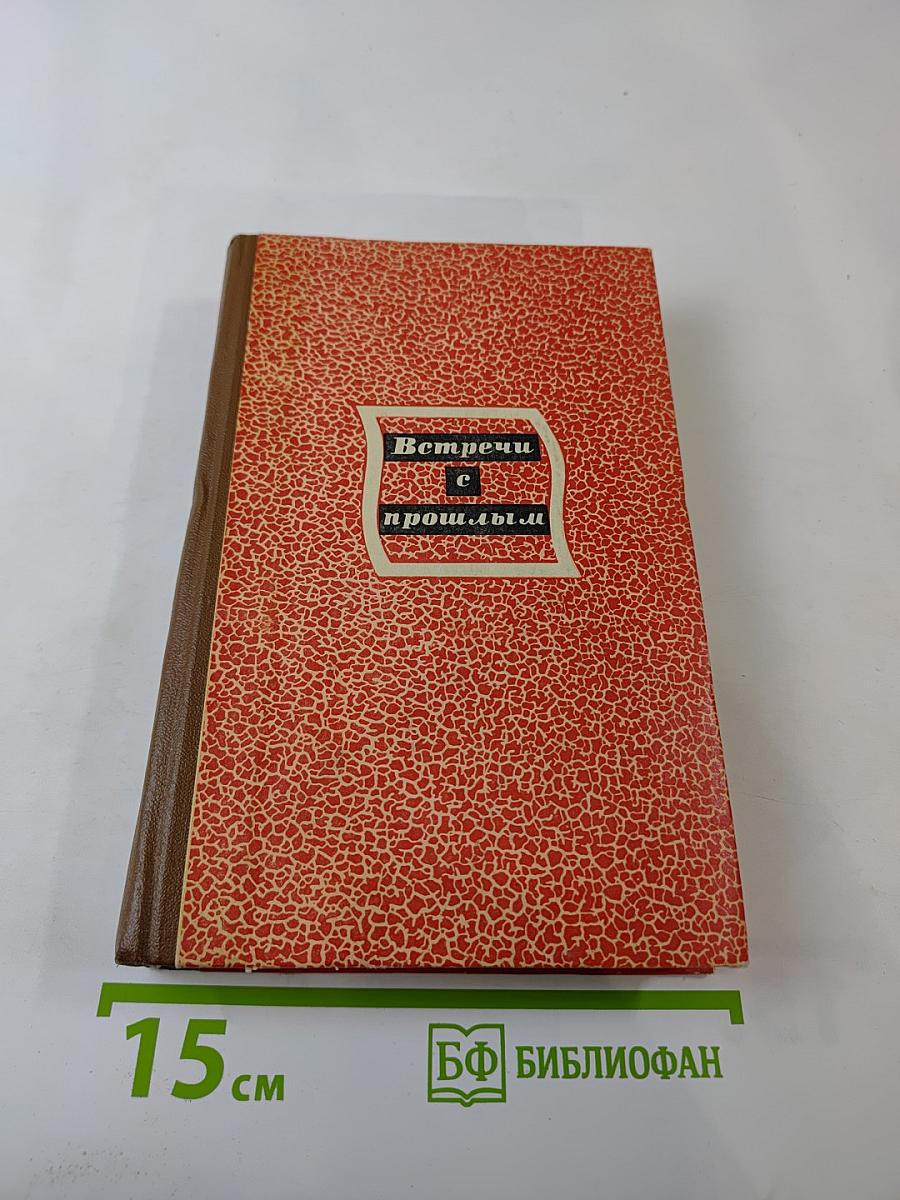 Встречи
с
прошлым
15 см
БФ БИБЛИОФАН